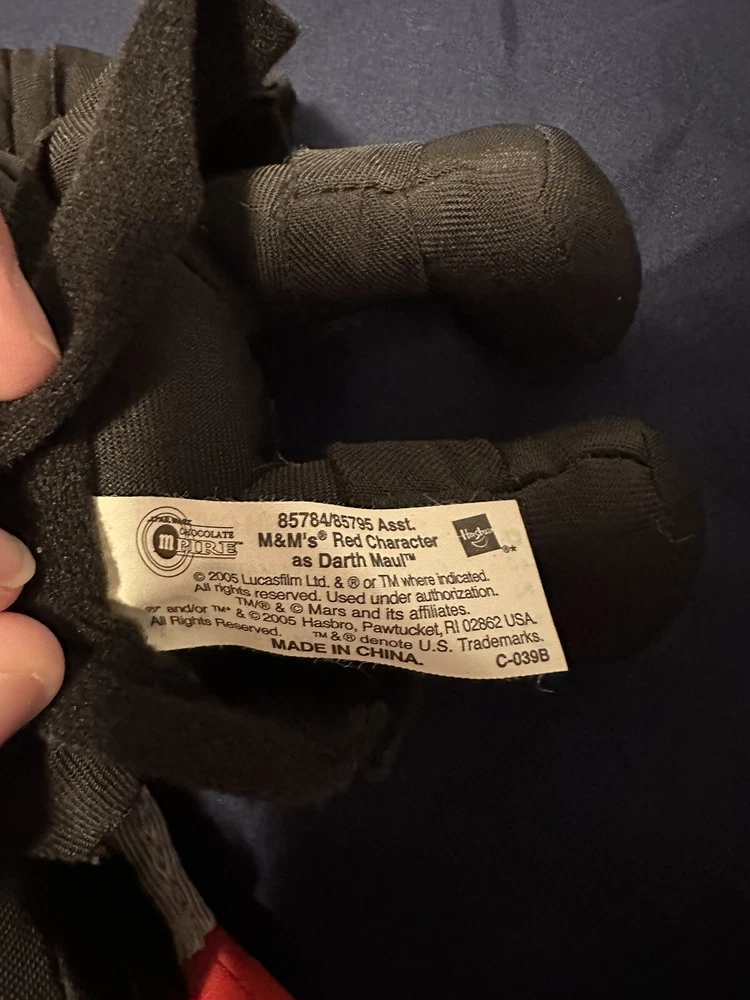 STAR WARS
CHOCOLATE
mPIRE
85784/85795 Asst.
M&M's® Red Character
as Darth Maul™
Hasbro
®*
© 2005 Lucasfilm Ltd. & ® or TM where indicated.
All rights reserved. Used under authorization.
TM/® & © Mars and its affiliates.
®* and/or TM* & © 2005 Hasbro, Pawtucket, RI 02862 USA.
All Rights Reserved. ™ & ® denote U.S. Trademarks.
MADE IN CHINA.
C-039B